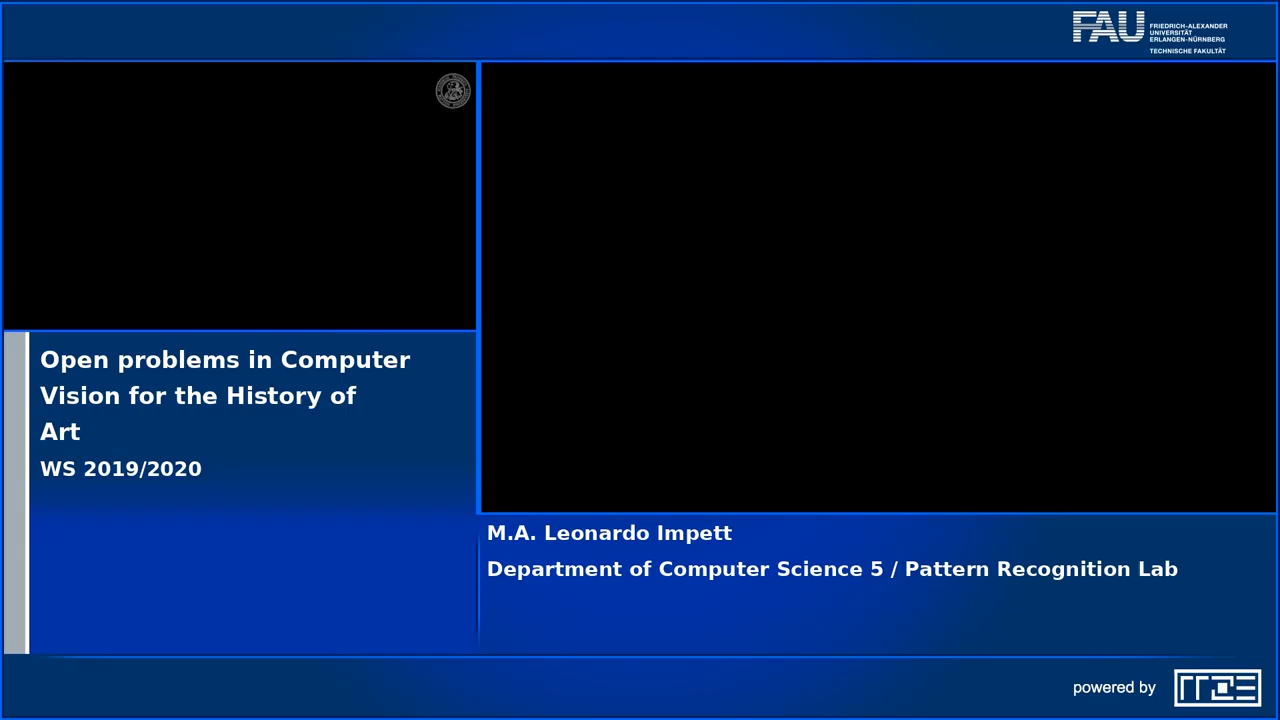 FAU
FRIEDRICH-ALEXANDER
UNIVERSITÄT
ERLANGEN-NÜRNBERG
TECHNISCHE FAKULTÄT
Open problems in Computer
Vision for the History of
Art
WS 2019/2020
M.A. Leonardo Impett
Department of Computer Science 5 / Pattern Recognition Lab
powered by